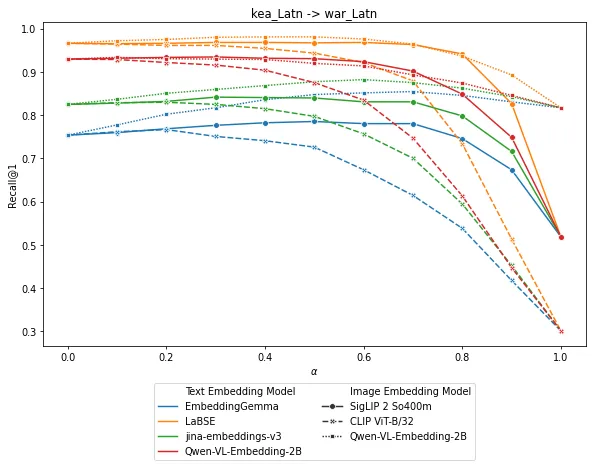 kea_Latn -> war_Latn
Recall@1
1.0
0.9
0.8
0.7
0.6
0.5
0.4
0.3
0.0 0.2 0.4 0.6 0.8 1.0
α
Text Embedding Model Image Embedding Model
EmbeddingGemma SigLIP 2 So400m
LaBSE CLIP ViT-B/32
jina-embeddings-v3 Qwen-VL-Embedding-2B
Qwen-VL-Embedding-2B